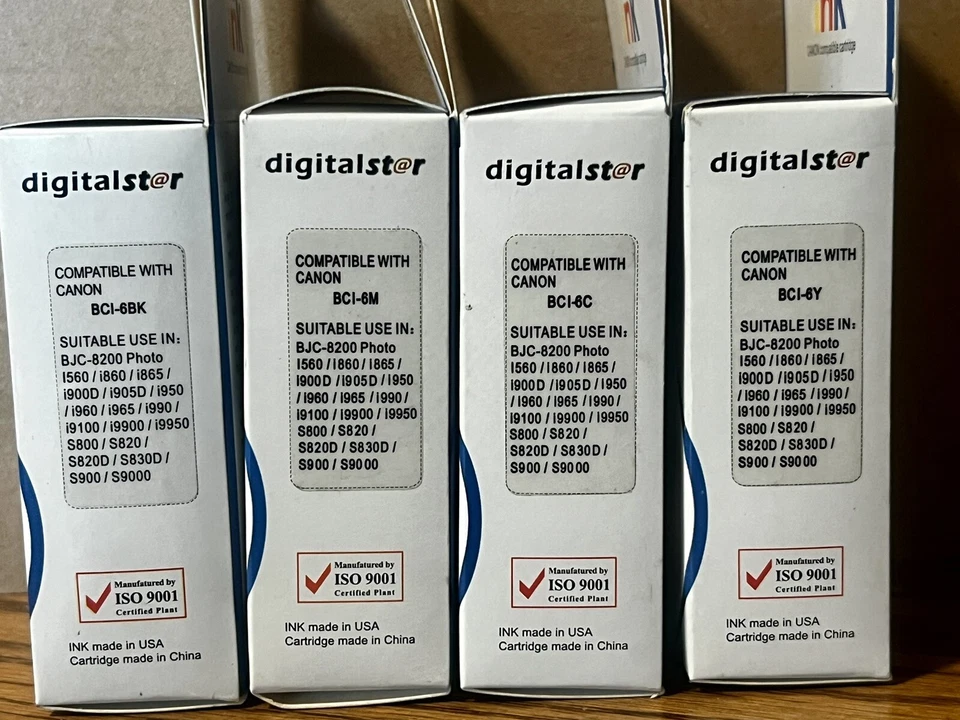 ink
CANON compatible cartridge
digitalst@r
COMPATIBLE WITH
CANON
BCI-6BK
SUITABLE USE IN:
BJC-8200 Photo
I560 / i860 / i865 /
i900D / i905D / i950
/ i960 / i965 / i990 /
i9100 / i9900 / i9950
S800 / S820 /
S820D / S830D /
S900 / S9000
Manufatured by
ISO 9001
Certified Plant
INK made in USA
Cartridge made in China
digitalst@r
COMPATIBLE WITH
CANON
BCI-6M
SUITABLE USE IN:
BJC-8200 Photo
I560 / I860 / I865 /
I900D / I905D / I950
/ I960 / I965 / I990 /
I9100 / I9900 / I9950
S800 / S820 /
S820D / S830D /
S900 / S9000
Manufatured by
ISO 9001
Certified Plant
INK made in USA
Cartridge made in China
digitalst@r
COMPATIBLE WITH
CANON
BCI-6C
SUITABLE USE IN:
BJC-8200 Photo
I560 / I860 / I865 /
I900D / I905D / I950
/ I960 / I965 / I990 /
I9100 / I9900 / I9950
S800 / S820 /
S820D / S830D /
S900 / S9000
Manufatured by
ISO 9001
Certified Plant
INK made in USA
Cartridge made in China
digitalst@r
COMPATIBLE WITH
CANON
BCI-6Y
SUITABLE USE IN:
BJC-8200 Photo
I560 / I860 / I865 /
I900D / I905D / I950
/ I960 / I965 / I990 /
I9100 / I9900 / I9950
S800 / S820 /
S820D / S830D /
S900 / S9000
Manufatured by
ISO 9001
Certified Plant
INK made in USA
Cartridge made in China